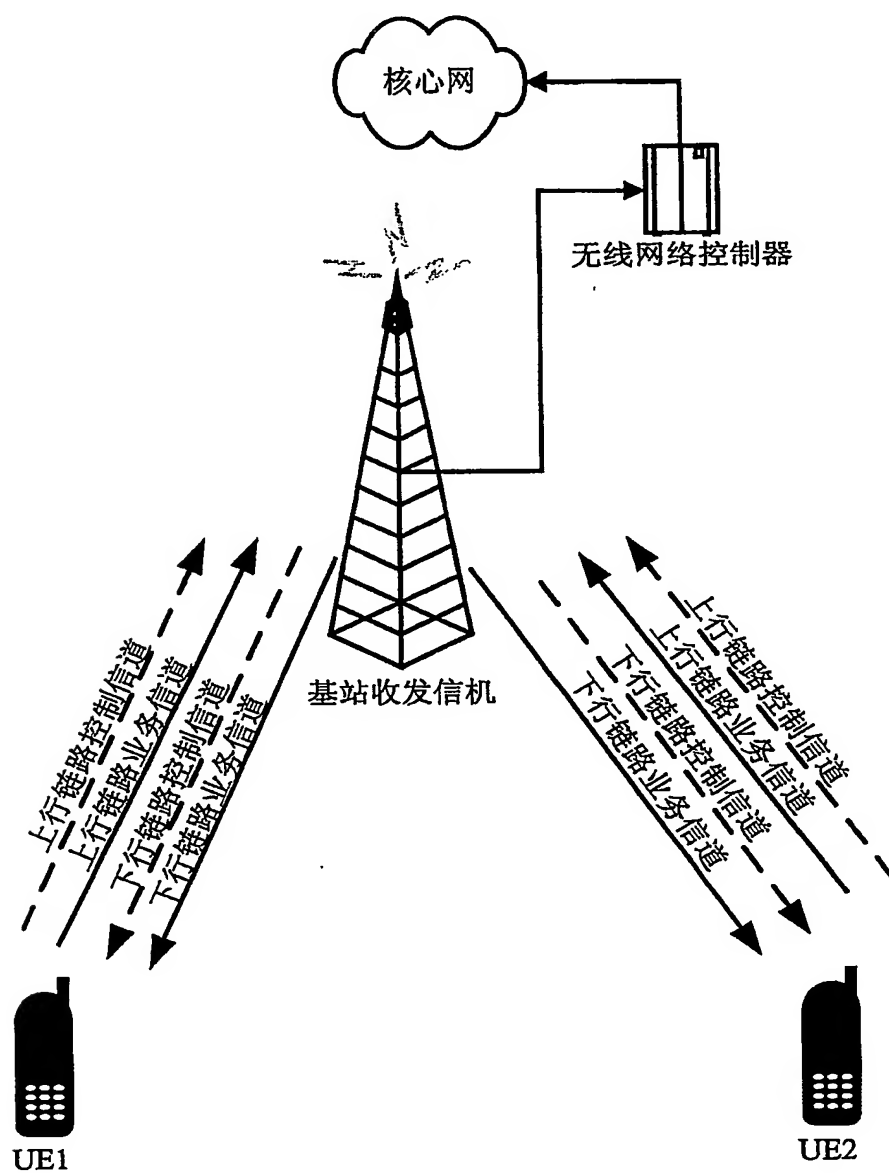 核心网
无线网络控制器
基站收发信机
上行链路控制信道
上行链路业务信道
下行链路控制信道
下行链路业务信道
上行链路控制信道
上行链路业务信道
下行链路控制信道
下行链路业务信道
UE1
UE2